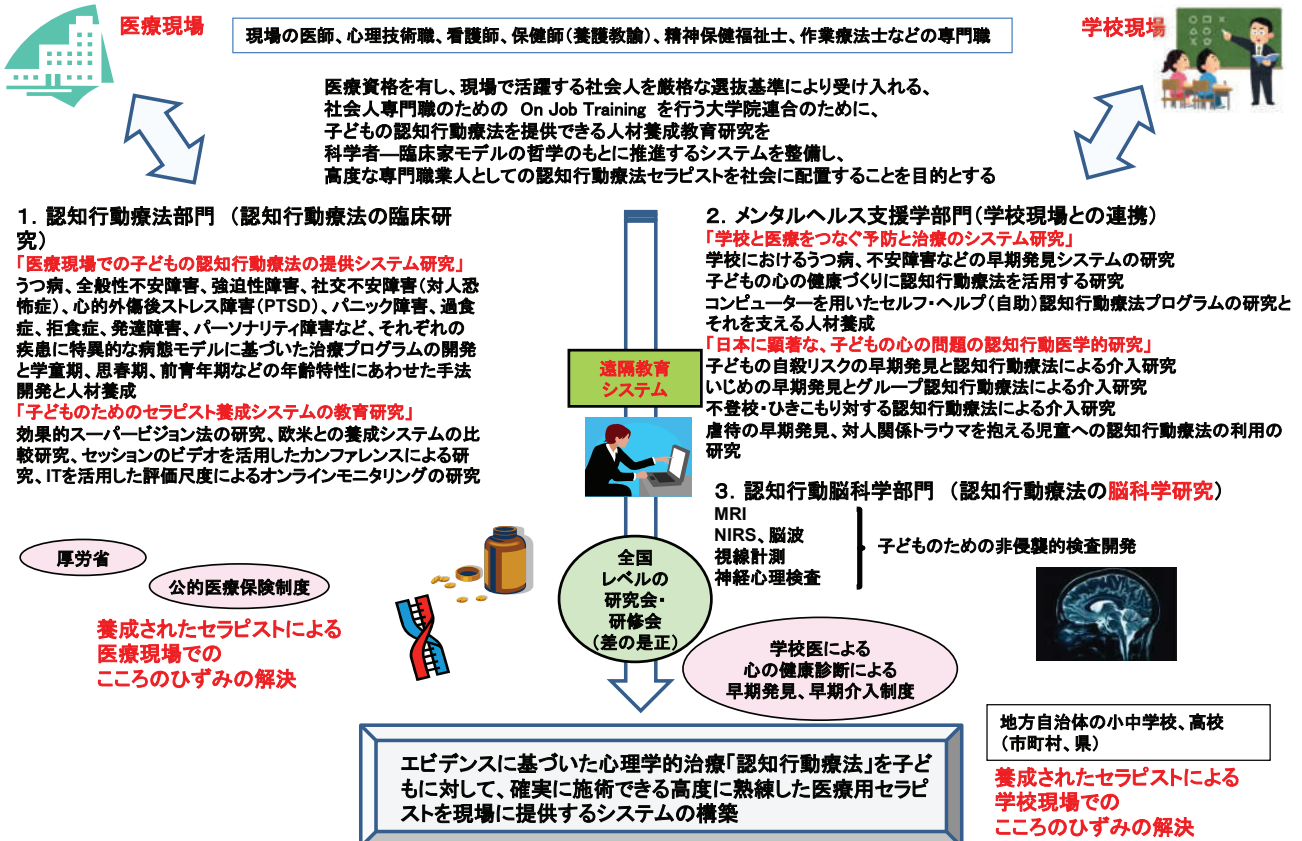 医療現場
現場の医師、心理技術職、看護師、保健師(養護教諭)、精神保健福祉士、作業療法士などの専門職
学校現場
医療資格を有し、現場で活躍する社会人を厳格な選抜基準により受け入れる、
社会人専門職のための On Job Training を行う大学院連合のために、
子どもの認知行動療法を提供できる人材養成教育研究を
科学者―臨床家モデルの哲学のもとに推進するシステムを整備し、
高度な専門職業人としての認知行動療法セラピストを社会に配置することを目的とする
1．認知行動療法部門 （認知行動療法の臨床研
究）
「医療現場での子どもの認知行動療法の提供システム研究」
うつ病、全般性不安障害、強迫性障害、社交不安障害（対人恐
怖症）、心的外傷後ストレス障害（PTSD）、パニック障害、過食
症、拒食症、発達障害、パーソナリティ障害など、それぞれの
疾患に特異的な病態モデルに基づいた治療プログラムの開発
と学童期、思春期、前青年期などの年齢特性にあわせた手法
開発と人材養成
「子どものためのセラピスト養成システムの教育研究」
効果的スーパービジョン法の研究、欧米との養成システムの比
較研究、セッションのビデオを活用したカンファレンスによる研
究、ITを活用した評価尺度によるオンラインモニタリングの研究
2．メンタルヘルス支援学部門（学校現場との連携）
「学校と医療をつなぐ予防と治療のシステム研究」
学校におけるうつ病、不安障害などの早期発見システムの研究
子どもの心の健康づくりに認知行動療法を活用する研究
コンピューターを用いたセルフ・ヘルプ（自助）認知行動療法プログラムの研究と
それを支える人材養成
「日本に顕著な、子どもの心の問題の認知行動医学的研究」
子どもの自殺リスクの早期発見と認知行動療法による介入研究
いじめの早期発見とグループ認知行動療法による介入研究
不登校・ひきこもり対する認知行動療法による介入研究
虐待の早期発見、対人関係トラウマを抱える児童への認知行動療法の利用の
研究
遠隔教育
システム
3．認知行動脳科学部門 （認知行動療法の脳科学研究）
MRI
NIRS、脳波
視線計測
神経心理検査
子どものための非侵襲的検査開発
厚労省
公的医療保険制度
養成されたセラピストによる
医療現場での
こころのひずみの解決
全国
レベルの
研究会・
研修会
（差の是正）
学校医による
心の健康診断による
早期発見、早期介入制度
地方自治体の小中学校、高校
（市町村、県）
養成されたセラピストによる
学校現場での
こころのひずみの解決
エビデンスに基づいた心理学的治療「認知行動療法」を子ど
もに対して、確実に施術できる高度に熟練した医療用セラピ
ストを現場に提供するシステムの構築